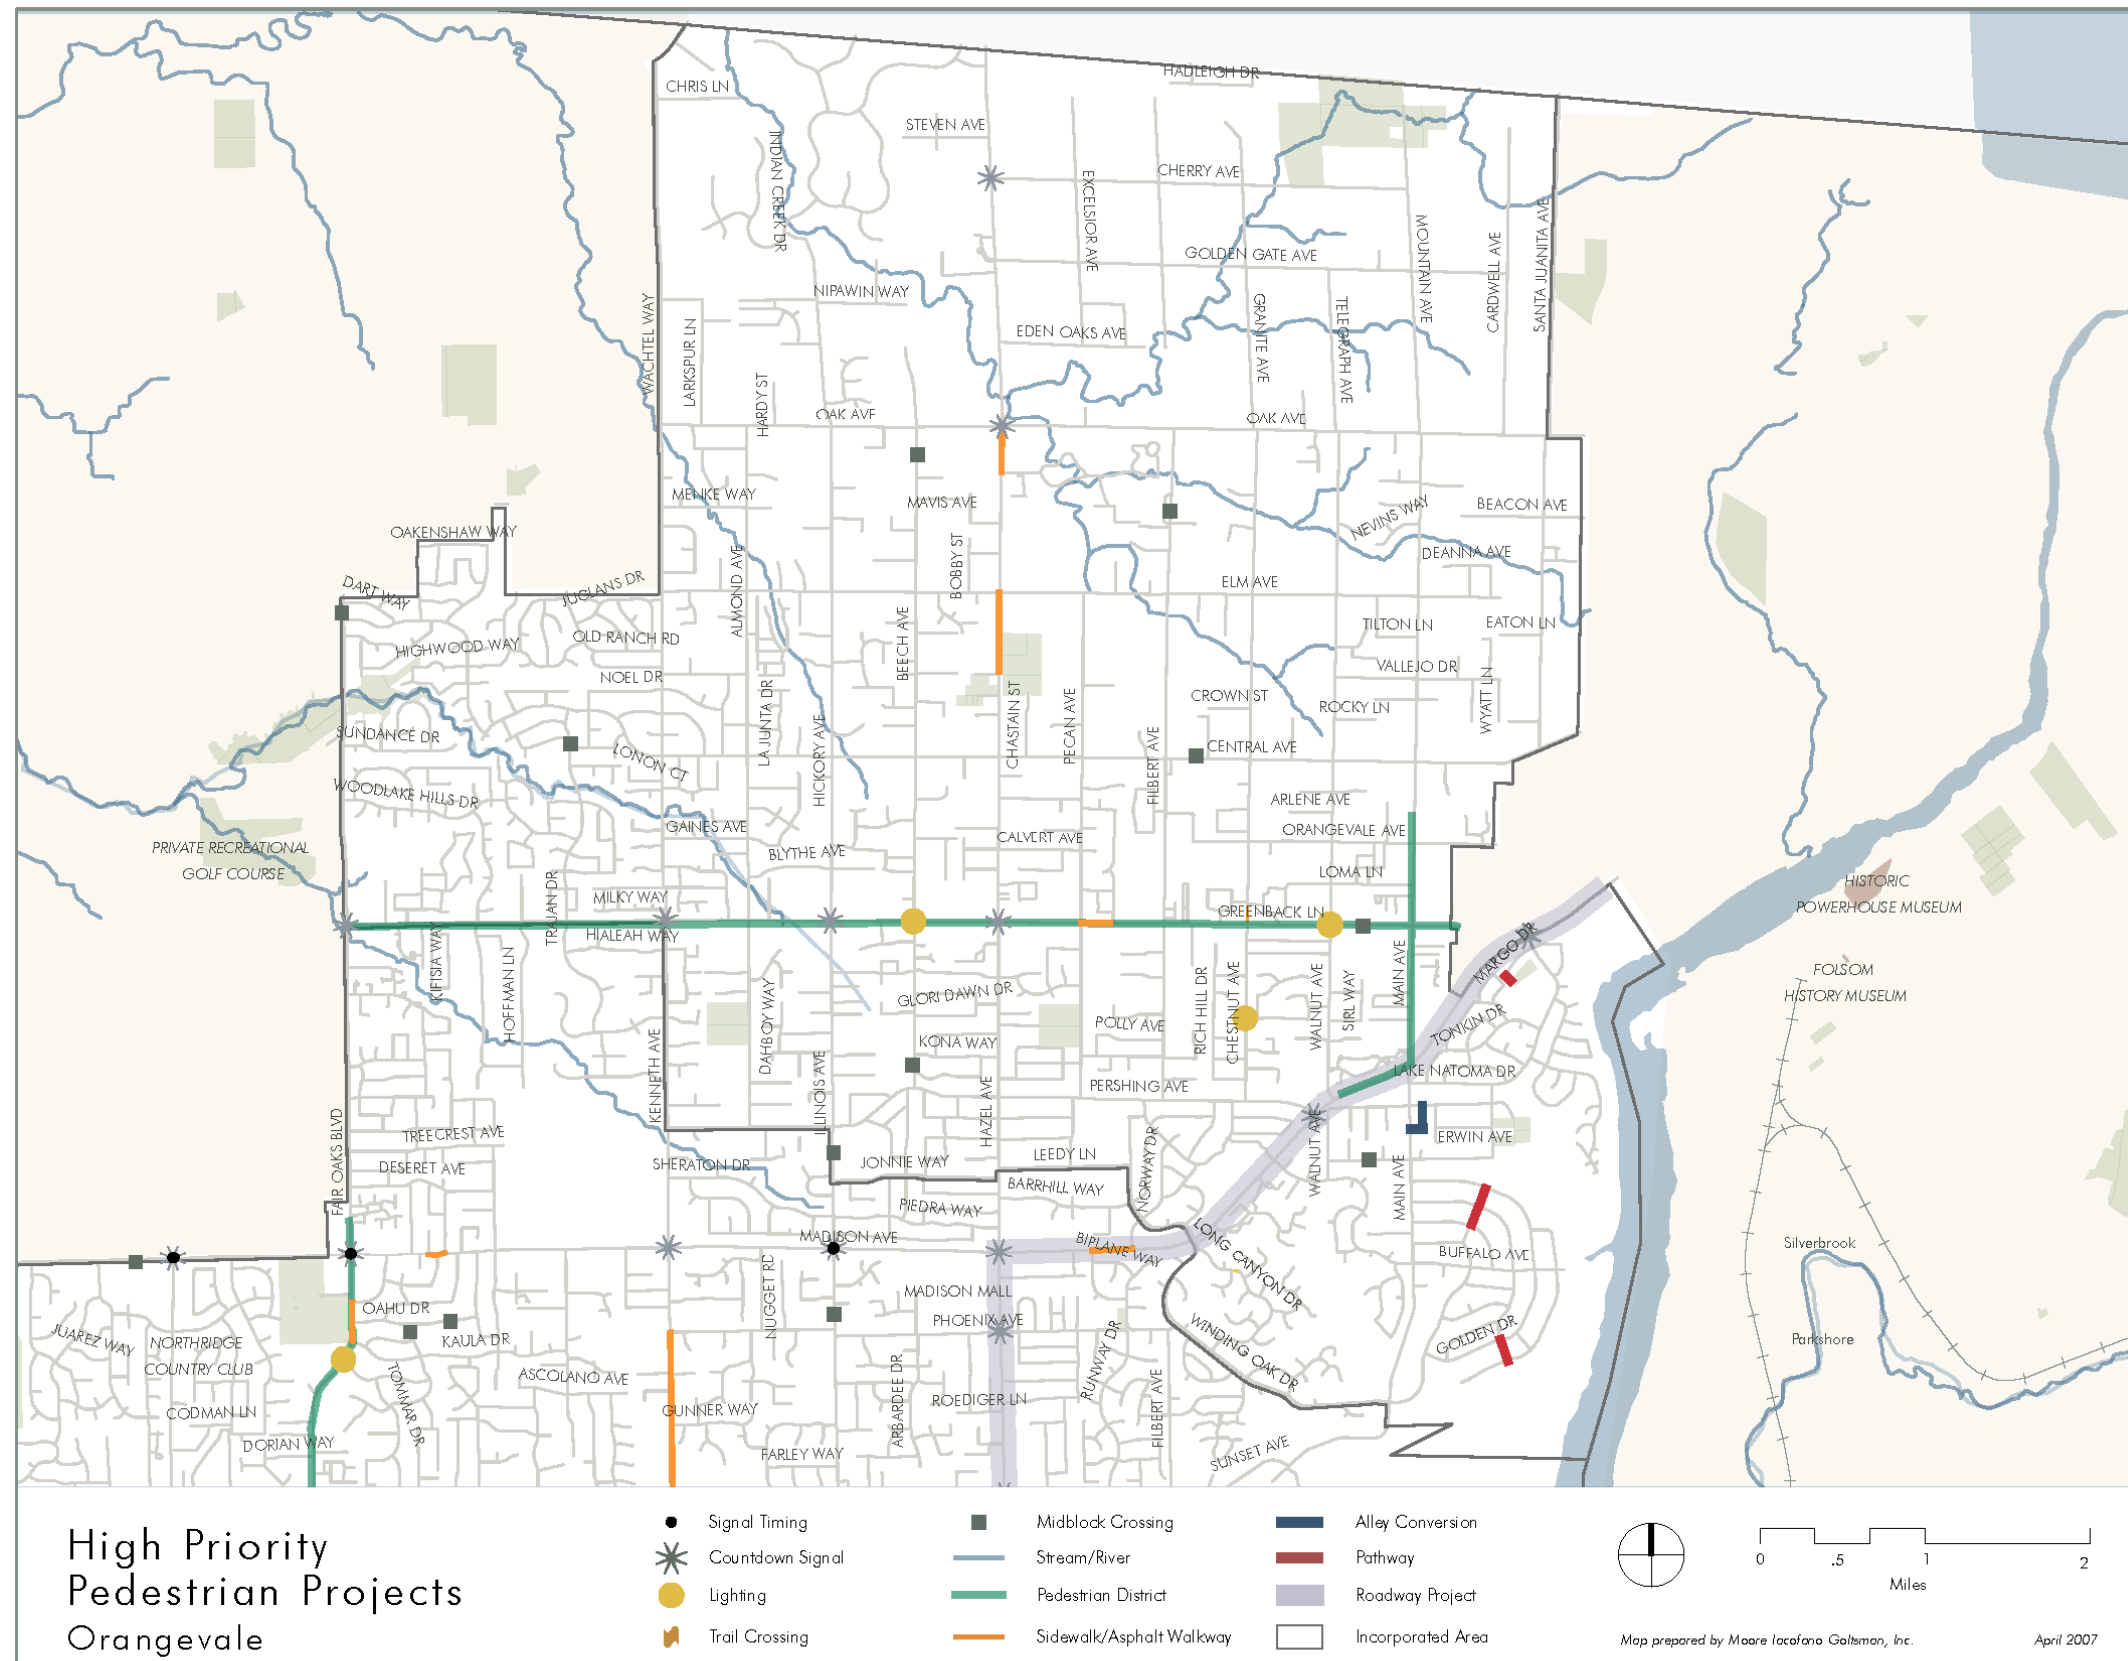 HADLEIGH DR
CHRIS LN
STEVEN AVE
INDIAN CREEK DR
CHERRY AVE
EXCELSIOR AVE
MOUNTAIN AVE
CARDWELL AVE
SANTA JUANITA AVE
GOLDEN GATE AVE
NIPAWIN WAY
WACHTEL WAY
LARKSPUR LN
GRANITE AVE
TELEGRAPH AVE
EDEN OAKS AVE
HARDY ST
OAK AVE
OAK AVE
MENKE WAY
MAVIS AVE
NEVINS WAY
BEACON AVE
OAKENSHAW WAY
BOBBY ST
DEANNA AVE
ALMOND AVE
DART WAY
JUGLANS DR
ELM AVE
BEECH AVE
TILTON LN
EATON LN
HIGHWOOD WAY
OLD RANCH RD
VALLEJO DR
NOEL DR
WYATT LN
LA JUNTA DR
CHASTAIN ST
PECAN AVE
CROWN ST
ROCKY LN
SUNDANCE DR
LONON CT
HICKORY AVE
FILBERT AVE
CENTRAL AVE
WOODLAKE HILLS DR
ARLENE AVE
GAINES AVE
CALVERT AVE
ORANGEVALE AVE
PRIVATE RECREATIONAL
GOLF COURSE
BLYTHE AVE
LOMA LN
HISTORIC
POWERHOUSE MUSEUM
TRAJAN DR
MILKY WAY
GREENBACK LN
HIALEAH WAY
KIFISIA WAY
HOFFMAN LN
MARGO DR
MAIN AVE
FOLSOM
HISTORY MUSEUM
DAHBOY WAY
GLORI DAWN DR
RICH HILL DR
CHESTNUT AVE
WALNUT AVE
SIRL WAY
TONKIN DR
POLLY AVE
KONA WAY
KENNETH AVE
ILLINOIS AVE
HAZEL AVE
PERSHING AVE
LAKE NATOMA DR
FAIR OAKS BLVD
TREECREST AVE
ERWIN AVE
DESERET AVE
SHERATON DR
JONNIE WAY
LEEDY LN
NORWAY DR
WALNUT AVE
MAIN AVE
BARRHILL WAY
PIEDRA WAY
MADISON AVE
BIPLANE WAY
LONG CANYON DR
BUFFALO AVE
Silverbrook
NUGGET RD
MADISON MALL
OAHU DR
PHOENIX AVE
JUAREZ WAY
NORTHRIDGE
COUNTRY CLUB
KAULA DR
WINDING OAK DR
GOLDEN DR
Parkshore
TOMMAR DR
ASCOLANO AVE
ARBARDEE DR
RUNWAY DR
FILBERT AVE
ROEDIGER LN
CODMAN LN
GUNNER WAY
DORIAN WAY
FARLEY WAY
SUNSET AVE
High Priority
Pedestrian Projects
Orangevale
Signal Timing
Countdown Signal
Lighting
Trail Crossing
Midblock Crossing
Stream/River
Pedestrian District
Sidewalk/Asphalt Walkway
Alley Conversion
Pathway
Roadway Project
Incorporated Area
0 .5 1 2
Miles
Map prepared by Moore Iacofano Goltsman, Inc.
April 2007